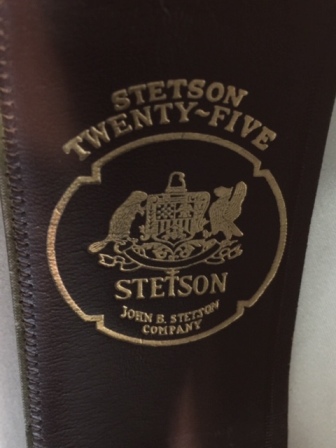 STETSON
TWENTY~FIVE
STETSON
JOHN B. STETSON
COMPANY